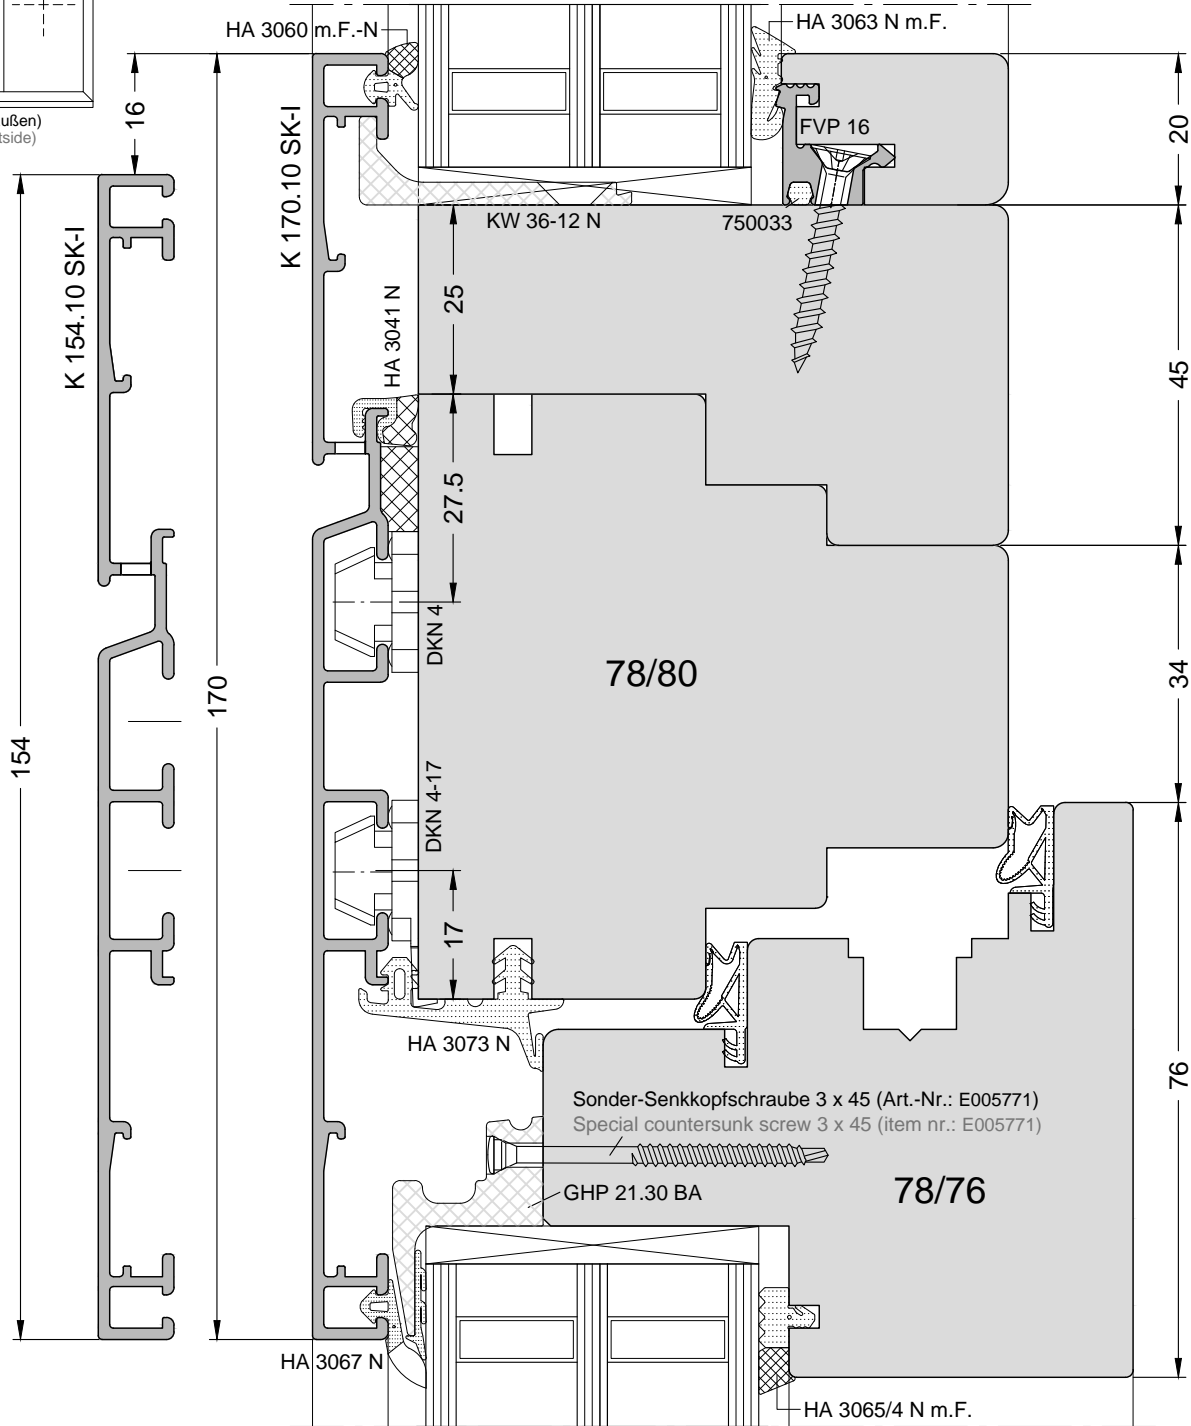 HA 3060 m.F.-N
HA 3063 N m.F.
ußen)
tside)
16
20
FVP 16
K 170.10 SK-I
K 154.10 SK-I
KW 36-12 N
750033
25
HA 3041 N
45
27.5
DKN 4
78/80
34
170
154
DKN 4-17
17
HA 3073 N
76
Sonder-Senkkopfschraube 3 x 45 (Art.-Nr.: E005771)
Special countersunk screw 3 x 45 (item nr.: E005771)
GHP 21.30 BA
78/76
HA 3067 N
HA 3065/4 N m.F.